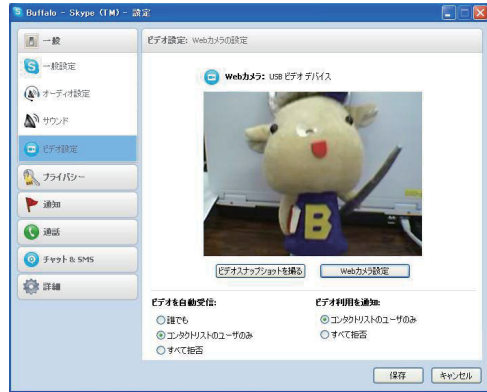 Buffalo - Skype (TM) - 設定
一般
一般設定
オーディオ設定
サウンド
ビデオ設定
プライバシー
通知
通話
チャット & SMS
詳細
ビデオ設定: Webカメラの設定
Webカメラ: USB ビデオ デバイス
B
ビデオスナップショットを撮る
Webカメラ設定
ビデオを自動受信:
誰でも
コンタクトリストのユーザのみ
すべて拒否
ビデオ利用を通知:
コンタクトリストのユーザのみ
すべて拒否
保存
キャンセル